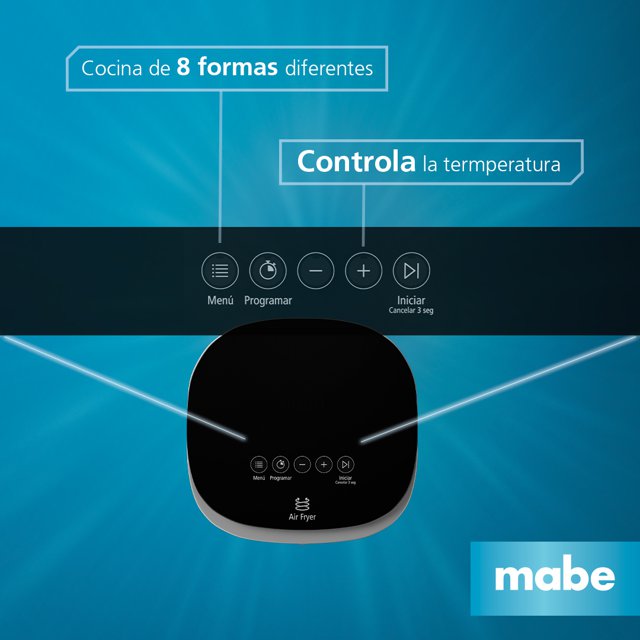 Cocina de 8 formas diferentes
Controla la termperatura
Menú Programar Iniciar
Cancelar 3 seg
Menú Programar Iniciar
Cancelar 3 seg
Air Fryer
mabe